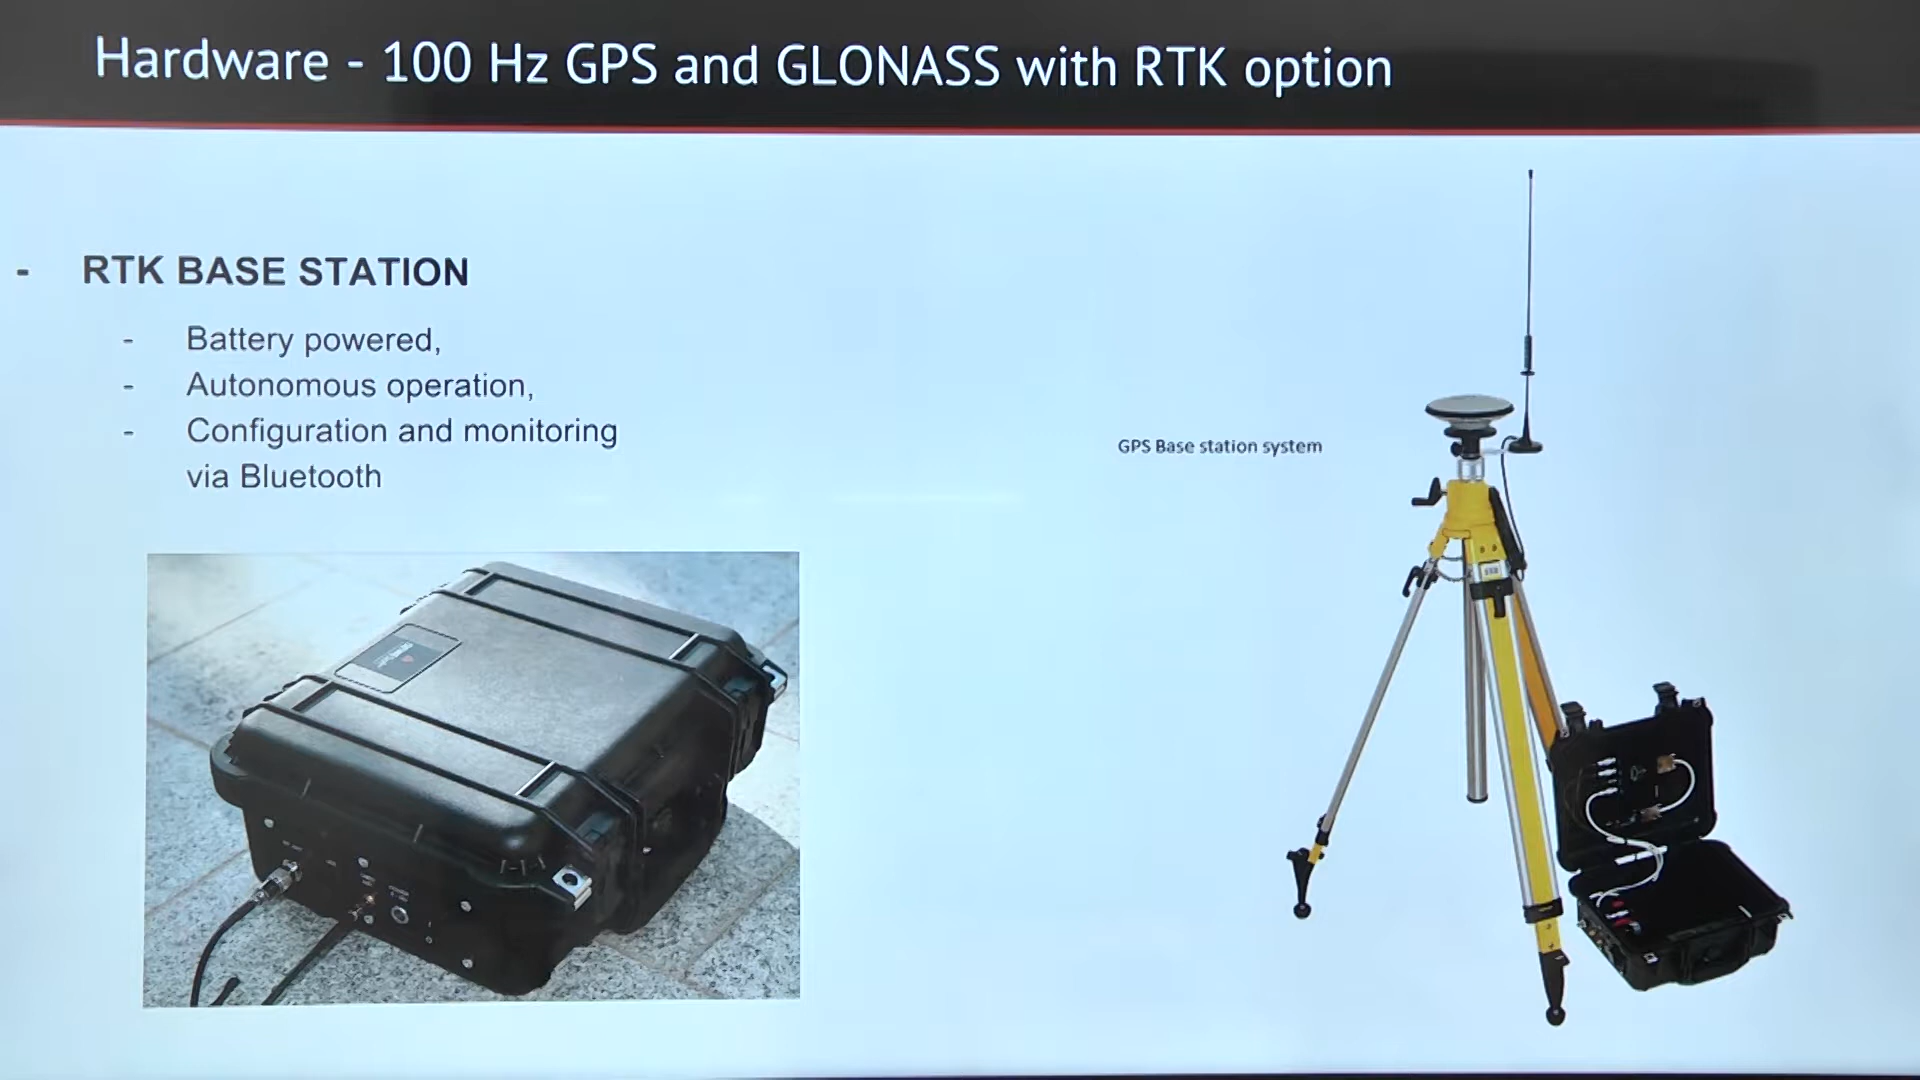 Hardware - 100 Hz GPS and GLONASS with RTK option
- RTK BASE STATION
- Battery powered,
- Autonomous operation,
- Configuration and monitoring
via Bluetooth
GPS Base station system